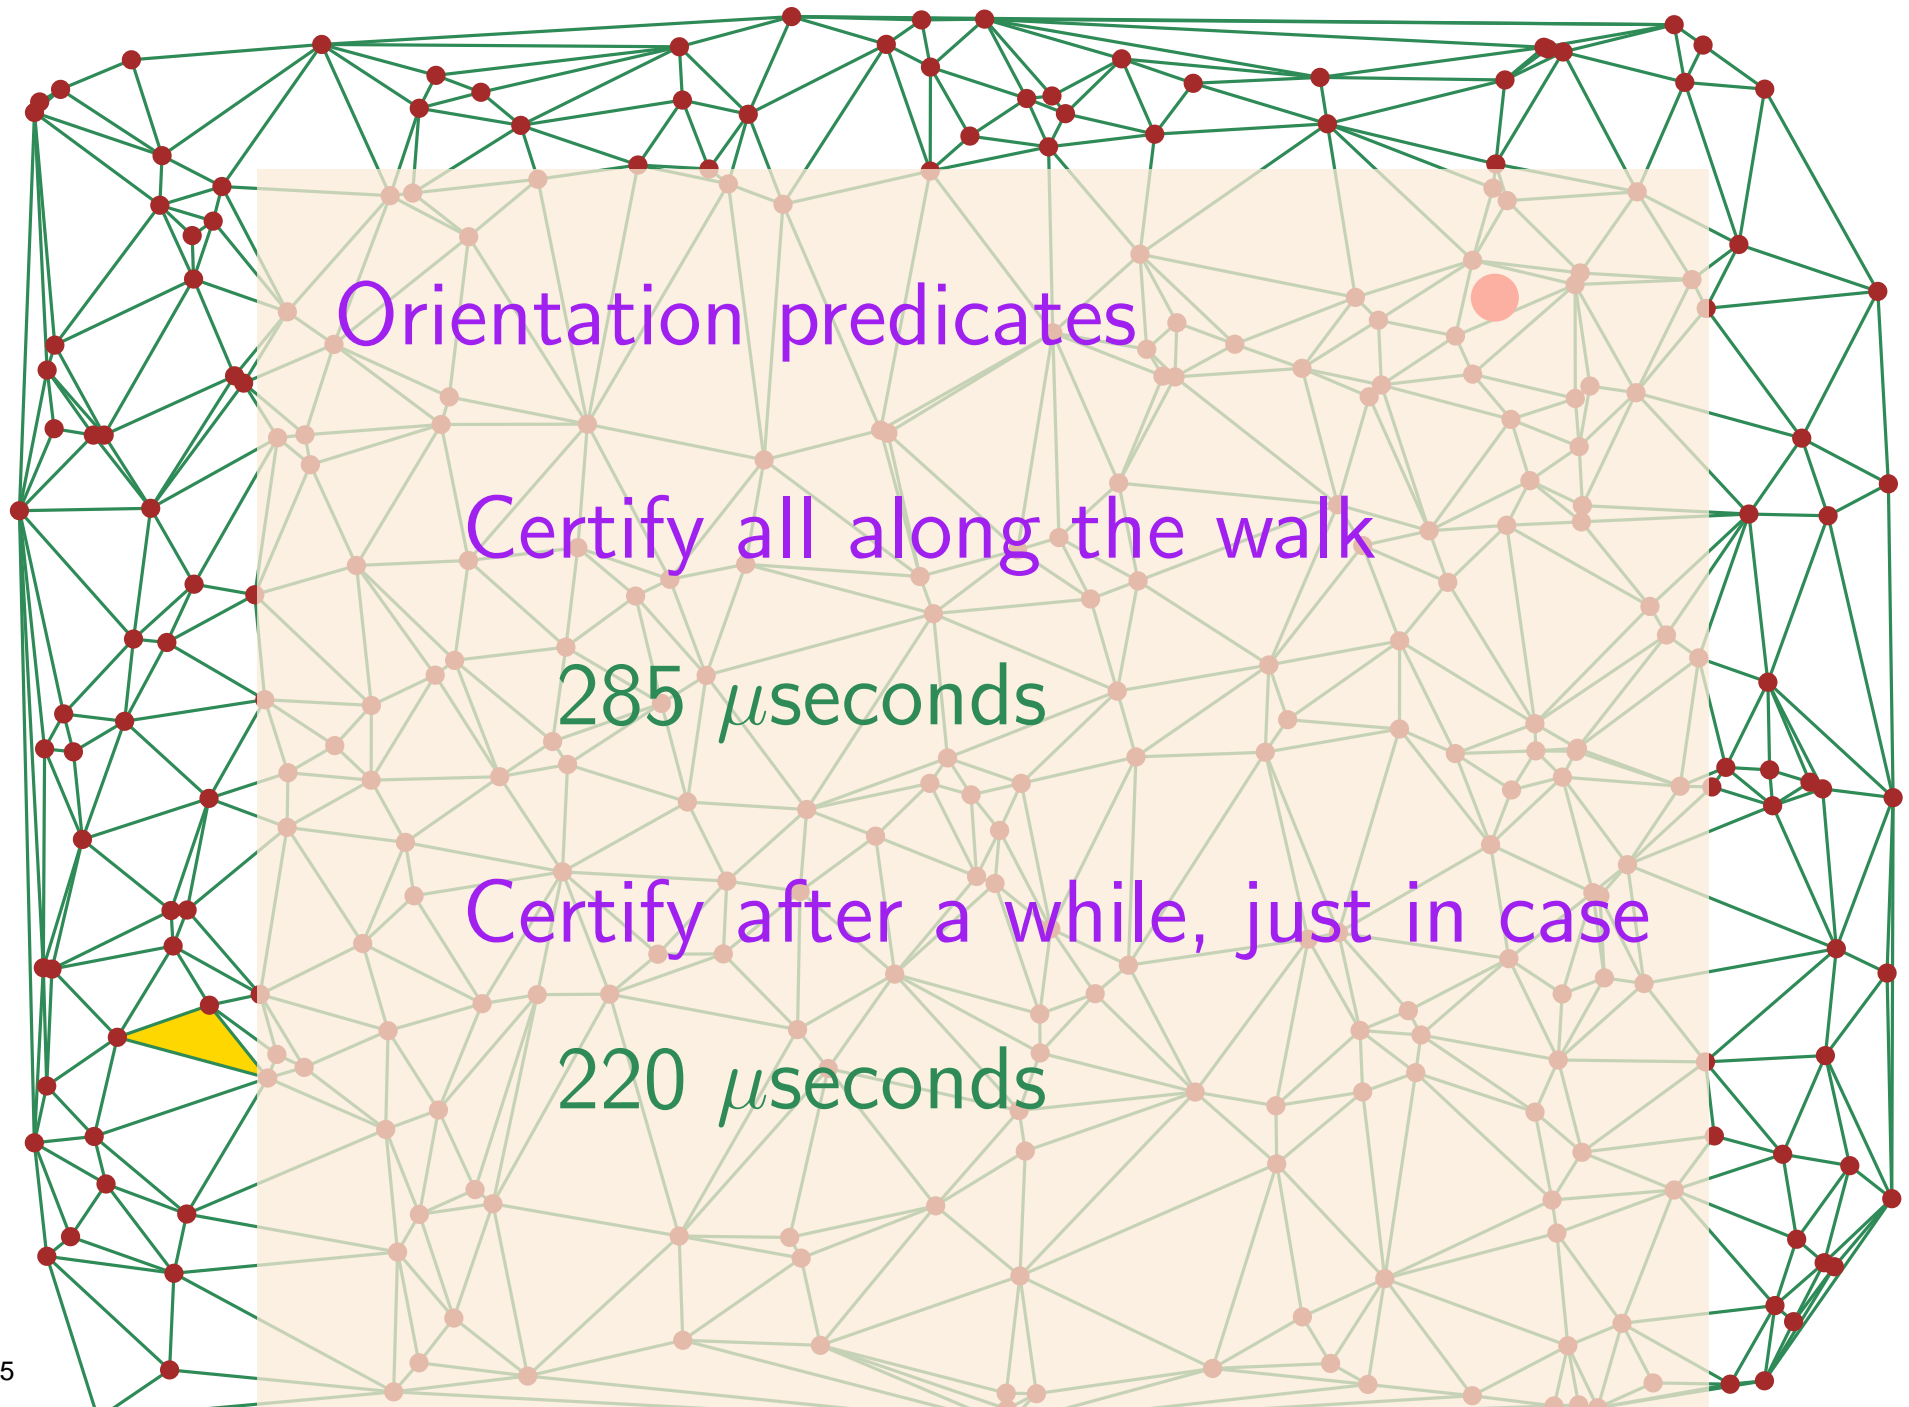 Orientation predicates
Certify all along the walk
285 μseconds
Certify after a while, just in case
220 μseconds
5